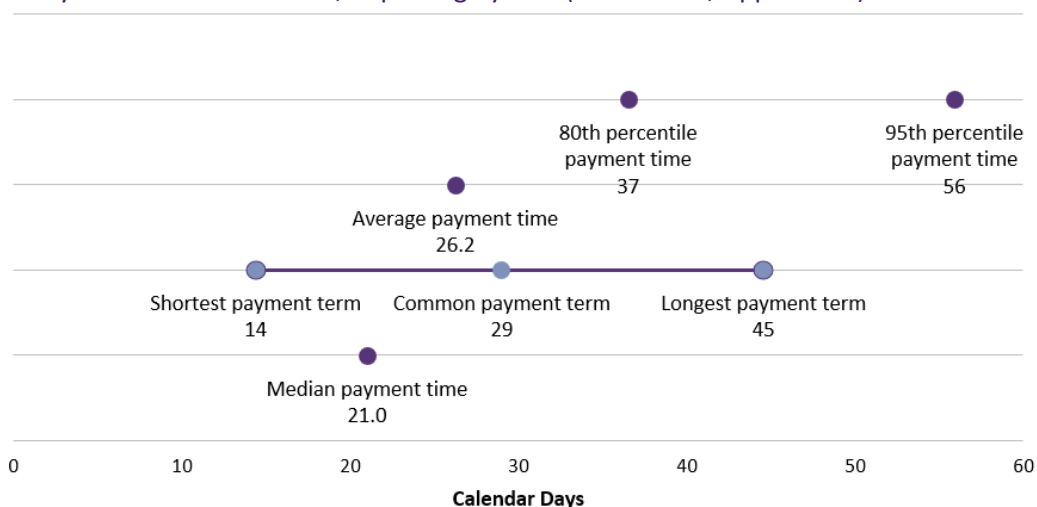 80th percentile
payment time
37
95th percentile
payment time
56
Average payment time
26.2
Shortest payment term
14
Common payment term
29
Longest payment term
45
Median payment time
21.0
0 10 20 30 40 50 60
Calendar Days